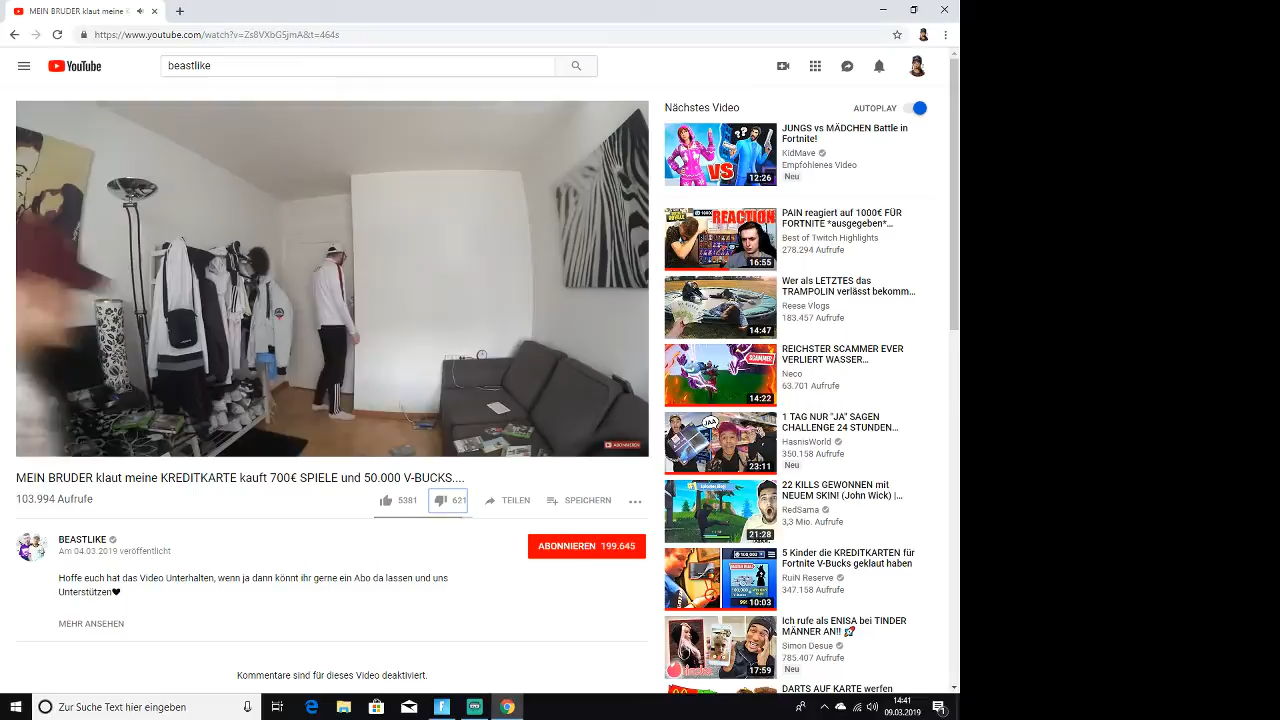 MEIN BRUDER klaut meine K
https://www.youtube.com/watch?v=Zs8VXbG5jmA&t=464s
YouTube
beastlike
ABONNIEREN
MEIN BRUDER klaut meine KREDITKARTE kauft 700€ SPIELE und 50.000 V-BUCKS....
103.994 Aufrufe
5381
621
TEILEN
SPEICHERN
BEASTLIKE
Am 04.03.2019 veröffentlicht
ABONNIEREN 199.645
Hoffe euch hat das Video Unterhalten, wenn ja dann könnt ihr gerne ein Abo da lassen und uns
Unterstützen❤
MEHR ANSEHEN
Kommentare sind für dieses Video deaktiviert.
Nächstes Video
AUTOPLAY
VS
12:26
JUNGS vs MÄDCHEN Battle in
Fortnite!
KidMave
Empfohlenes Video
Neu
REACTION
16:55
PAIN reagiert auf 1000€ FÜR
FORTNITE *ausgegeben*...
Best of Twitch Highlights
278.294 Aufrufe
14:47
Wer als LETZTES das
TRAMPOLIN verlässt bekomm...
Reese Vlogs
183.457 Aufrufe
SCAMMED
14:22
REICHSTER SCAMMER EVER
VERLIERT WASSER...
Neco
63.701 Aufrufe
JAA
23:11
1 TAG NUR "JA" SAGEN
CHALLENGE 24 STUNDEN...
HasnisWorld
350.158 Aufrufe
Neu
21:28
22 KILLS GEWONNEN mit
NEUEM SKIN! (John Wick) |...
RedSama
3,3 Mio. Aufrufe
10:03
5 Kinder die KREDITKARTEN für
Fortnite V-Bucks geklaut haben
RuiN Reserve
347.158 Aufrufe
tinder
17:59
Ich rufe als ENISA bei TINDER
MÄNNER AN!! 🚀
Simon Desue
785.407 Aufrufe
Neu
DARTS AUF KARTE werfen
Zur Suche Text hier eingeben
14:41
09.03.2019
1